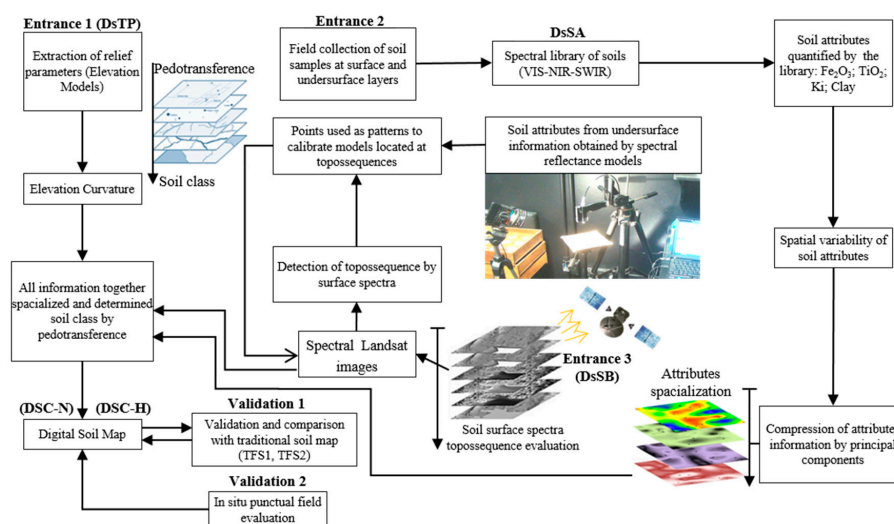 Entrance 1 (DsTP)
Extraction of relief
parameters (Elevation
Models)
Pedotransference
Soil class
Elevation Curvature
All information together
spacialized and determined
soil class by
pedotransference
(DSC-N)
(DSC-H)
Digital Soil Map
Validation 1
Validation and comparison
with traditional soil map
(TFS1, TFS2)
Validation 2
In situ punctual field
evaluation
Entrance 2
Field collection of soil
samples at surface and
undersurface layers
DsSA
Spectral library of soils
(VIS-NIR-SWIR)
Soil attributes
quantified by the
library: Fe₂O₃; TiO₂;
Ki; Clay
Points used as patterns to
calibrate models located at
topossequences
Soil attributes from undersurface
information obtained by spectral
reflectance models
Detection of topossequence by
surface spectra
Spectral Landsat
images
Entrance 3
(DsSB)
Soil surface spectra
topossequence evaluation
Spatial variability of
soil attributes
Attributes
spacialization
Compression of attribute
information by principal
components